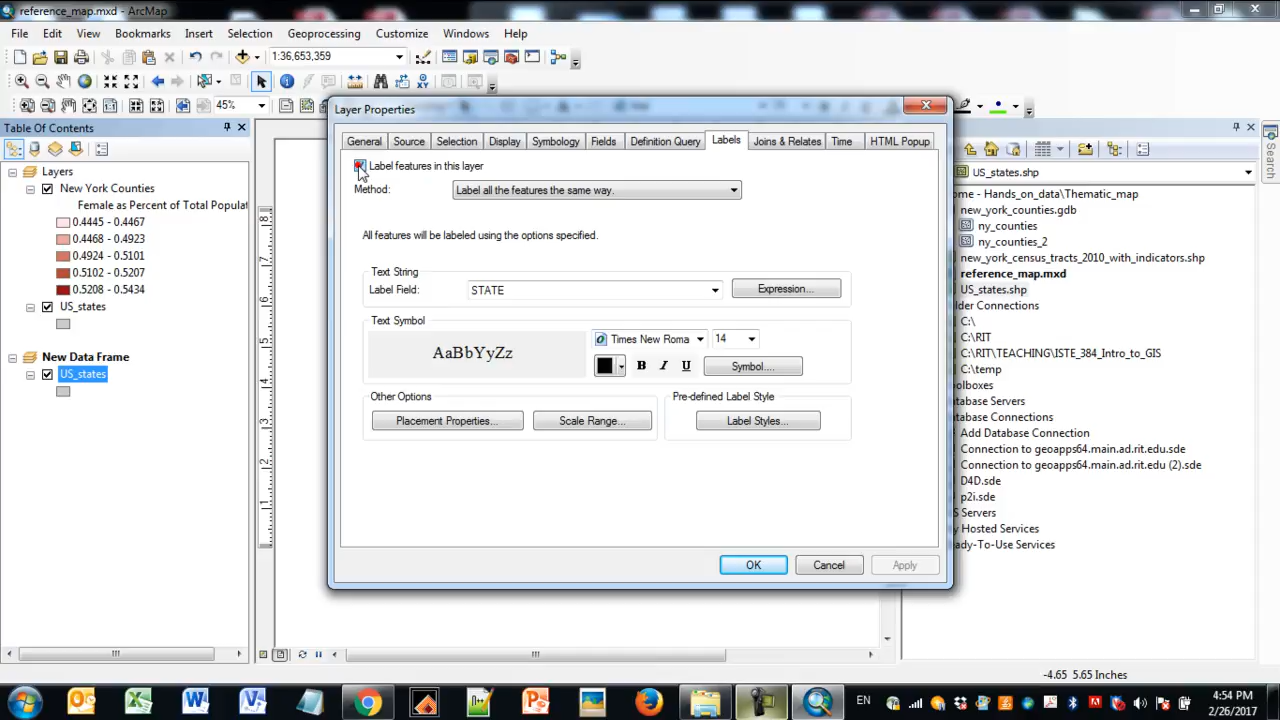 reference_map.mxd - ArcMap
File Edit View Bookmarks Insert Selection Geoprocessing Customize Windows Help
1:36,653,359
45%
Table Of Contents
Layers
New York Counties
Female as Percent of Total Populat
0.4445 - 0.4467
0.4468 - 0.4923
0.4924 - 0.5101
0.5102 - 0.5207
0.5208 - 0.5434
US_states
New Data Frame
US_states
Layer Properties
General Source Selection Display Symbology Fields Definition Query Labels Joins & Relates Time HTML Popup
Label features in this layer
Method: Label all the features the same way.
All features will be labeled using the options specified.
Text String
Label Field: STATE Expression...
Text Symbol
AaBbYyZz
Times New Roma 14
B I U Symbol....
Other Options
Placement Properties... Scale Range...
Pre-defined Label Style
Label Styles...
OK Cancel Apply
Search
US_states.shp
ome - Hands_on_data\Thematic_map
new_york_counties.gdb
ny_counties
ny_counties_2
new_york_census_tracts_2010_with_indicators.shp
reference_map.mxd
US_states.shp
older Connections
C:\
C:\RIT
C:\RIT\TEACHING\ISTE_384_Intro_to_GIS
C:\temp
oolboxes
atabase Servers
atabase Connections
Add Database Connection
Connection to geoapps64.main.ad.rit.edu.sde
Connection to geoapps64.main.ad.rit.edu (2).sde
D4D.sde
p2i.sde
S Servers
y Hosted Services
eady-To-Use Services
-4.65 5.65 Inches
EN
4:54 PM
2/26/2017